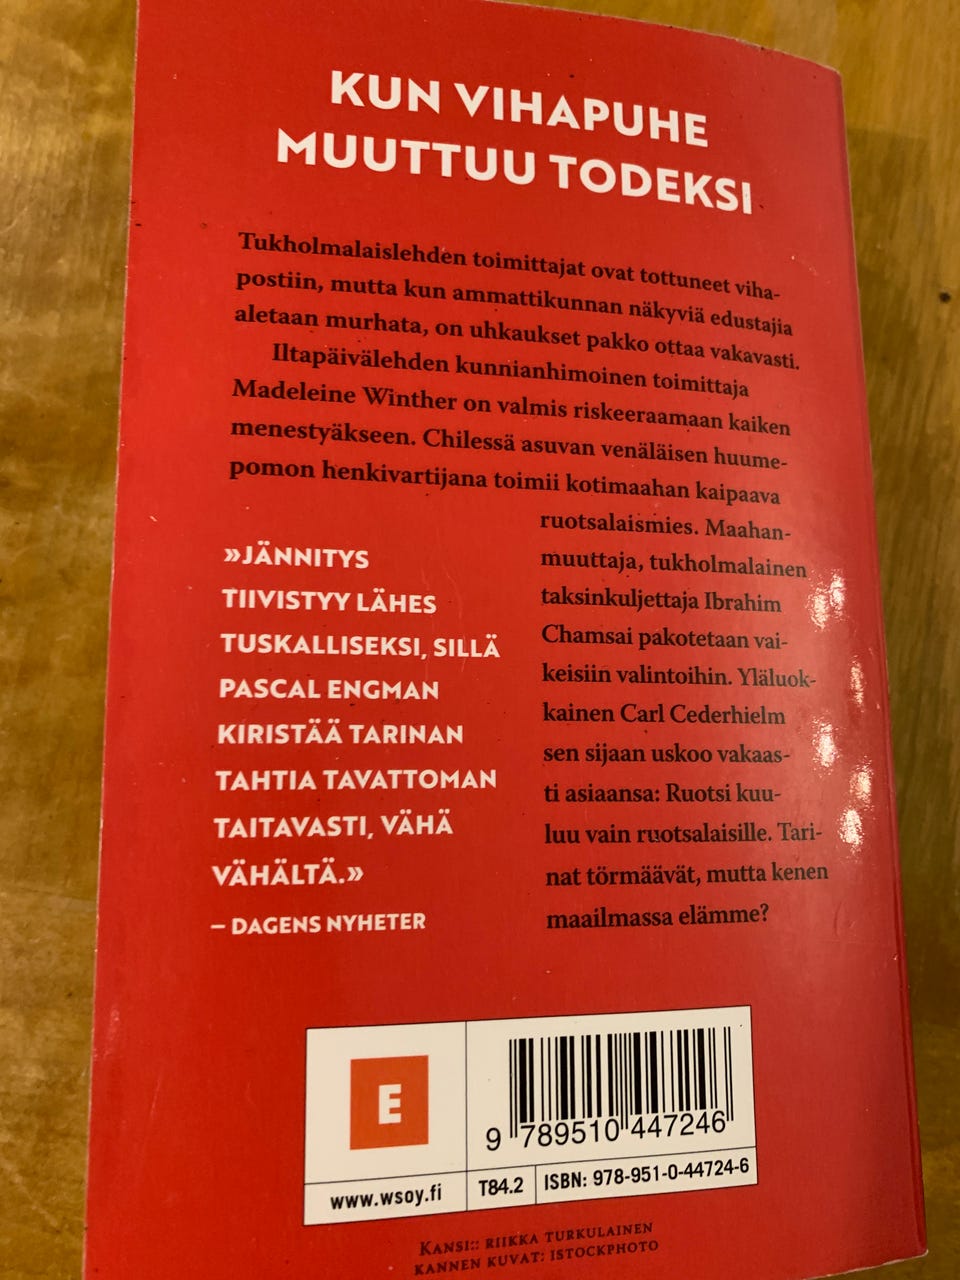 KUN VIHAPUHE
MUUTTUU TODEKSI
Tukholmalaislehden toimittajat ovat tottuneet viha-
postiin, mutta kun ammattikunnan näkyviä edustajia
aletaan murhata, on uhkaukset pakko ottaa vakavasti.
Iltapäivälehden kunnianhimoinen toimittaja
Madeleine Winther on valmis riskeeraamaan kaiken
menestyäkseen. Chilessä asuvan venäläisen huume-
pomon henkivartijana toimii kotimaahan kaipaava
ruotsalaismies. Maahan-
muuttaja, tukholmalainen
taksinkuljettaja Ibrahim
Chamsai pakotetaan vai-
keisiin valintoihin. Yläluok-
kainen Carl Cederhielm
sen sijaan uskoo vakaas-
ti asiaansa: Ruotsi kuu-
luu vain ruotsalaisille. Tari-
nat törmäävät, mutta kenen
maailmassa elämme?
»JÄNNITYS
TIIVISTYY LÄHES
TUSKALLISEKSI, SILLÄ
PASCAL ENGMAN
KIRISTÄÄ TARINAN
TAHTIA TAVATTOMAN
TAITAVASTI, VÄHÄ
VÄHÄLTÄ.»
– DAGENS NYHETER
E
9 789510 447246
www.wsoy.fi
T84.2
ISBN: 978-951-0-44724-6
KANSI:: RIIKKA TURKULAINEN
KANNEN KUVAT: ISTOCKPHOTO